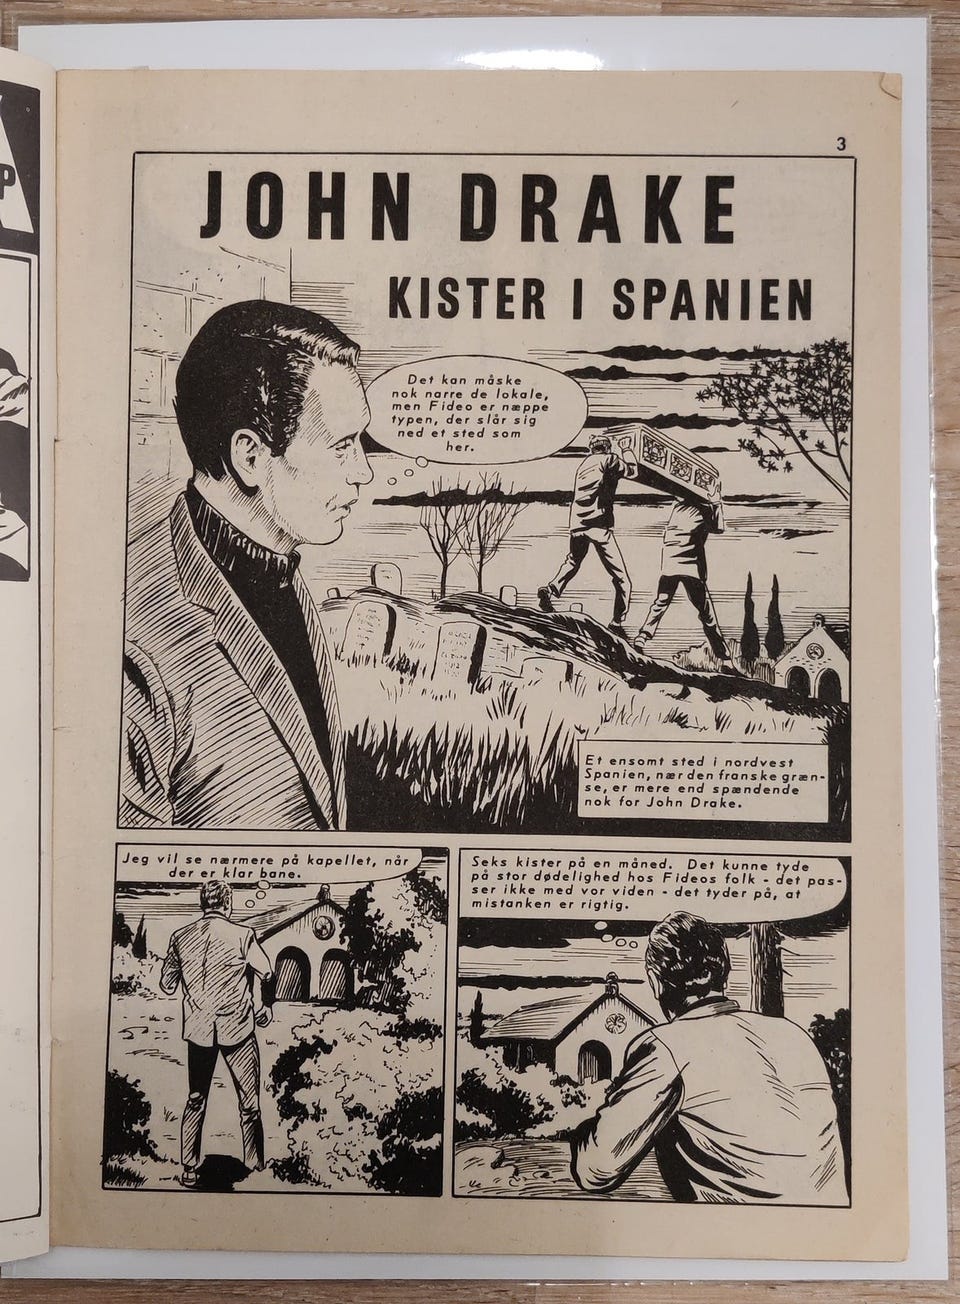 P
3
JOHN DRAKE
KISTER I SPANIEN
Det kan måske
nok narre de lokale,
men Fideo er næppe
typen, der slår sig
ned et sted som
her.
Et ensomt sted i nordvest
Spanien, nær den franske græn-
se, er mere end spændende
nok for John Drake.
Jeg vil se nærmere på kapellet, når
der er klar bane.
Seks kister på en måned. Det kunne tyde
på stor dødelighed hos Fideos folk - det pas-
ser ikke med vor viden - det tyder på, at
mistanken er rigtig.